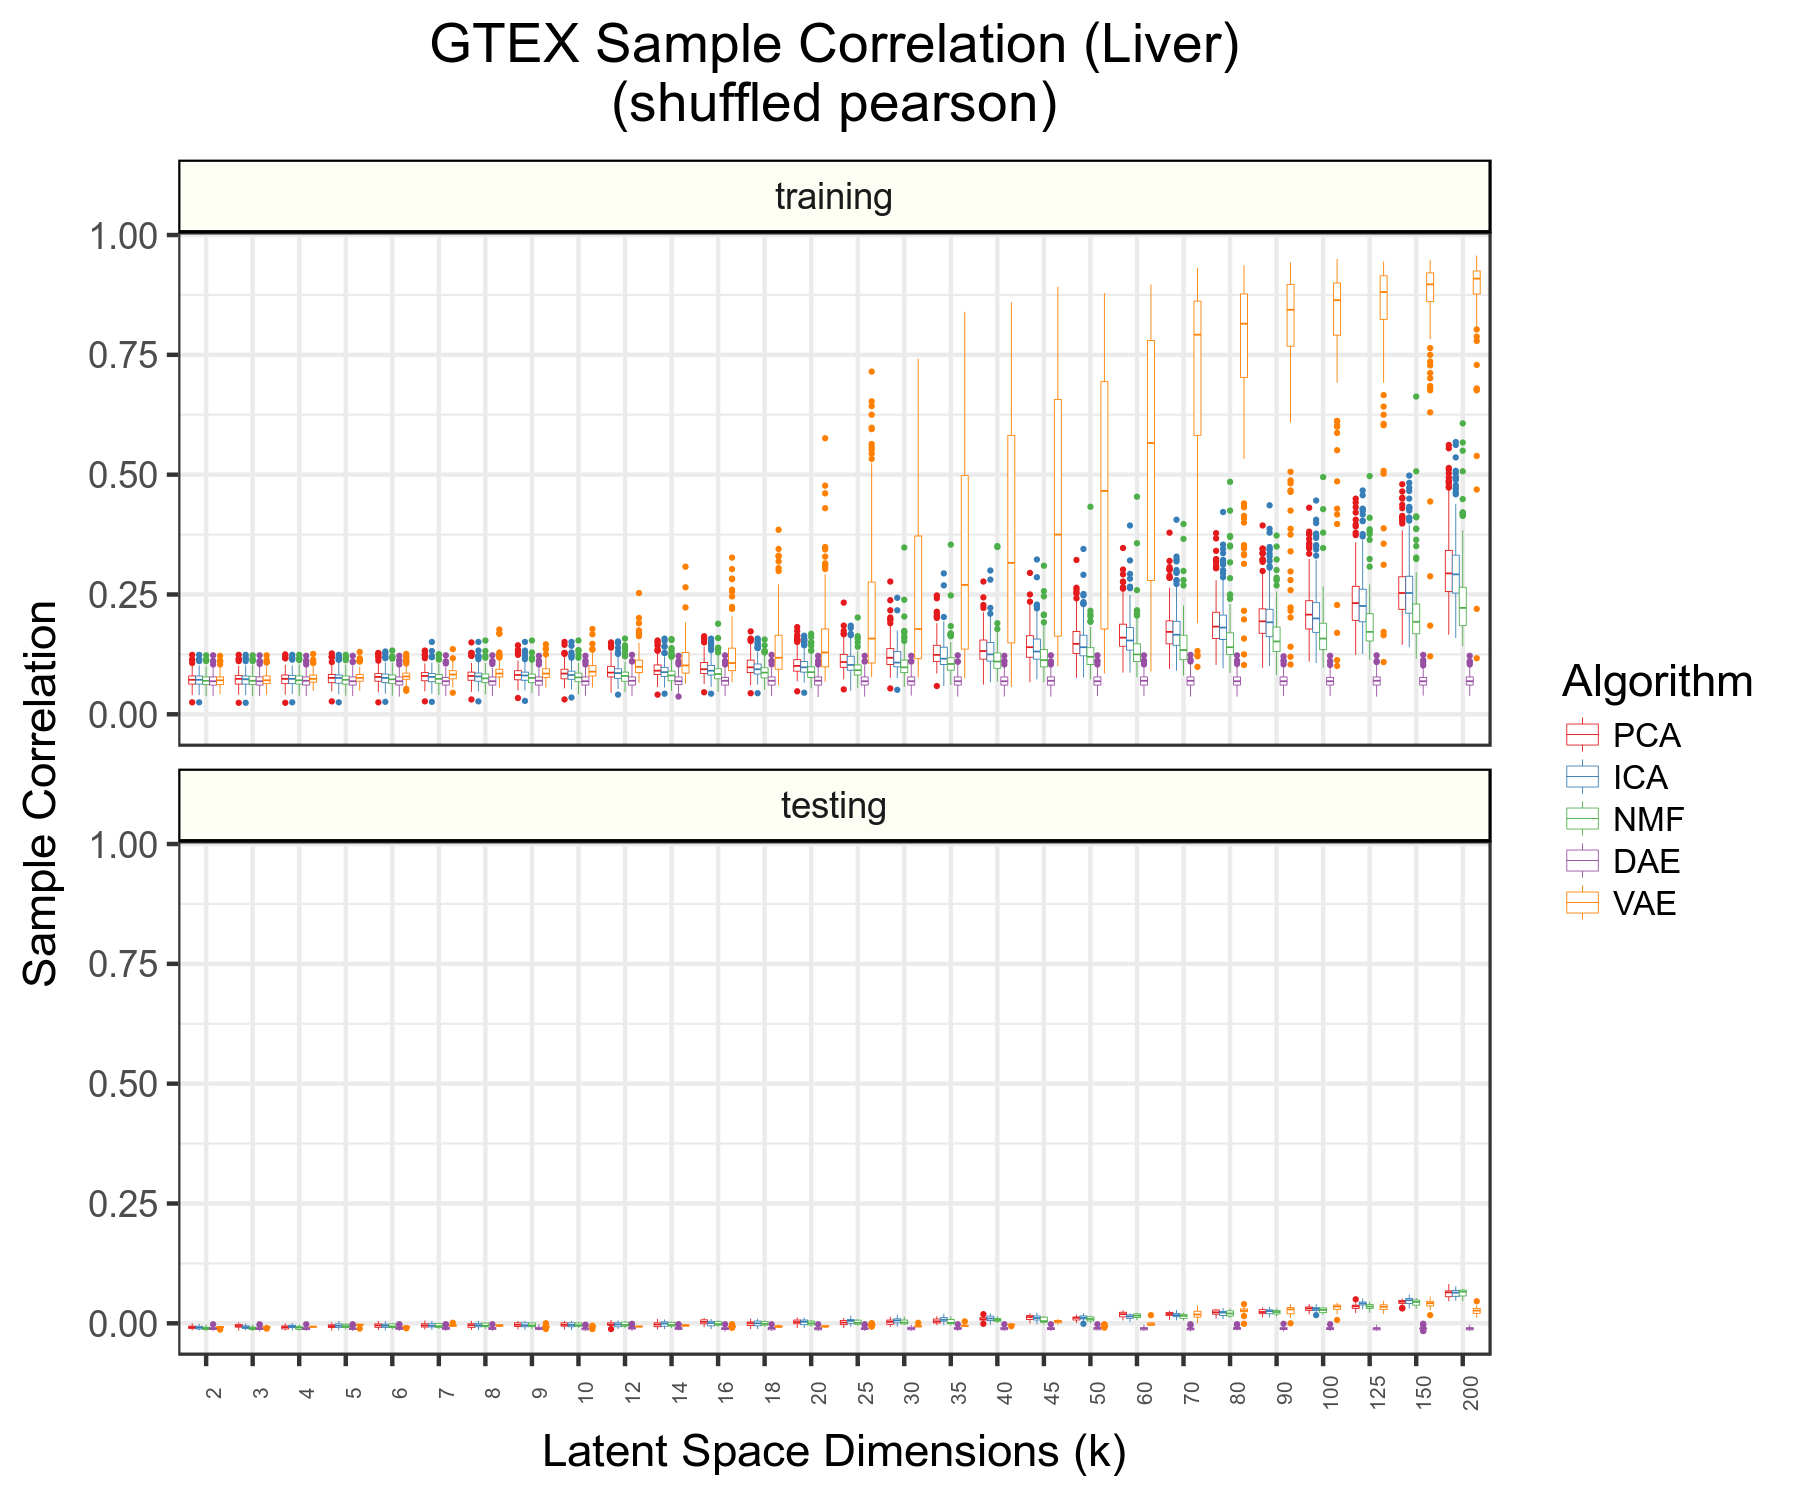 GTEX Sample Correlation (Liver)
(shuffled pearson)
training
1.00
0.75
0.50
0.25
0.00
testing
1.00
0.75
0.50
0.25
0.00
Sample Correlation
2 3 4 5 6 7 8 9 10 12 14 16 18 20 25 30 35 40 45 50 60 70 80 90 100 125 150 200
Latent Space Dimensions (k)
Algorithm
PCA
ICA
NMF
DAE
VAE